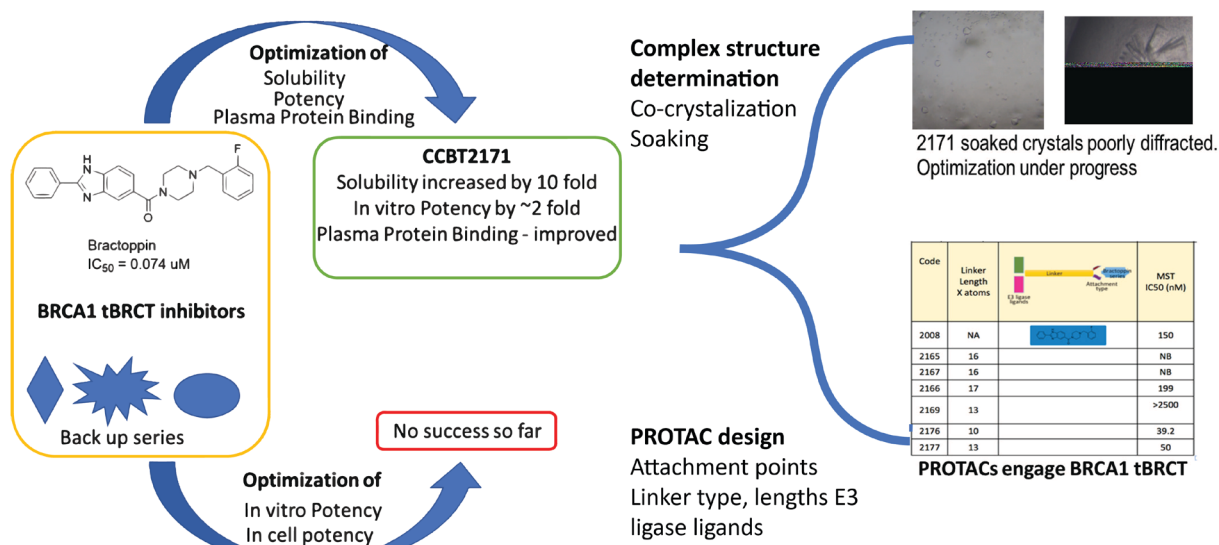 Optimization of
Solubility
Potency
Plasma Protein Binding
H
N
N
O
N
N
F
Bractoppin
IC50 = 0.074 uM
BRCA1 tBRCT inhibitors
Back up series
CCBT2171
Solubility increased by 10 fold
In vitro Potency by ~2 fold
Plasma Protein Binding - improved
No success so far
Optimization of
In vitro Potency
In cell potency
Complex structure
determination
Co-crystalization
Soaking
2171 soaked crystals poorly diffracted.
Optimization under progress
PROTAC design
Attachment points
Linker type, lengths E3
ligase ligands
Code
Linker
Length
X atoms
E3 ligase
ligands
Linker
Attachment
type
Bractoppin
series
MST
IC50 (nM)
2008 NA 150
2165 16 NB
2167 16 NB
2166 17 199
2169 13 >2500
2176 10 39.2
2177 13 50
PROTACs engage BRCA1 tBRCT